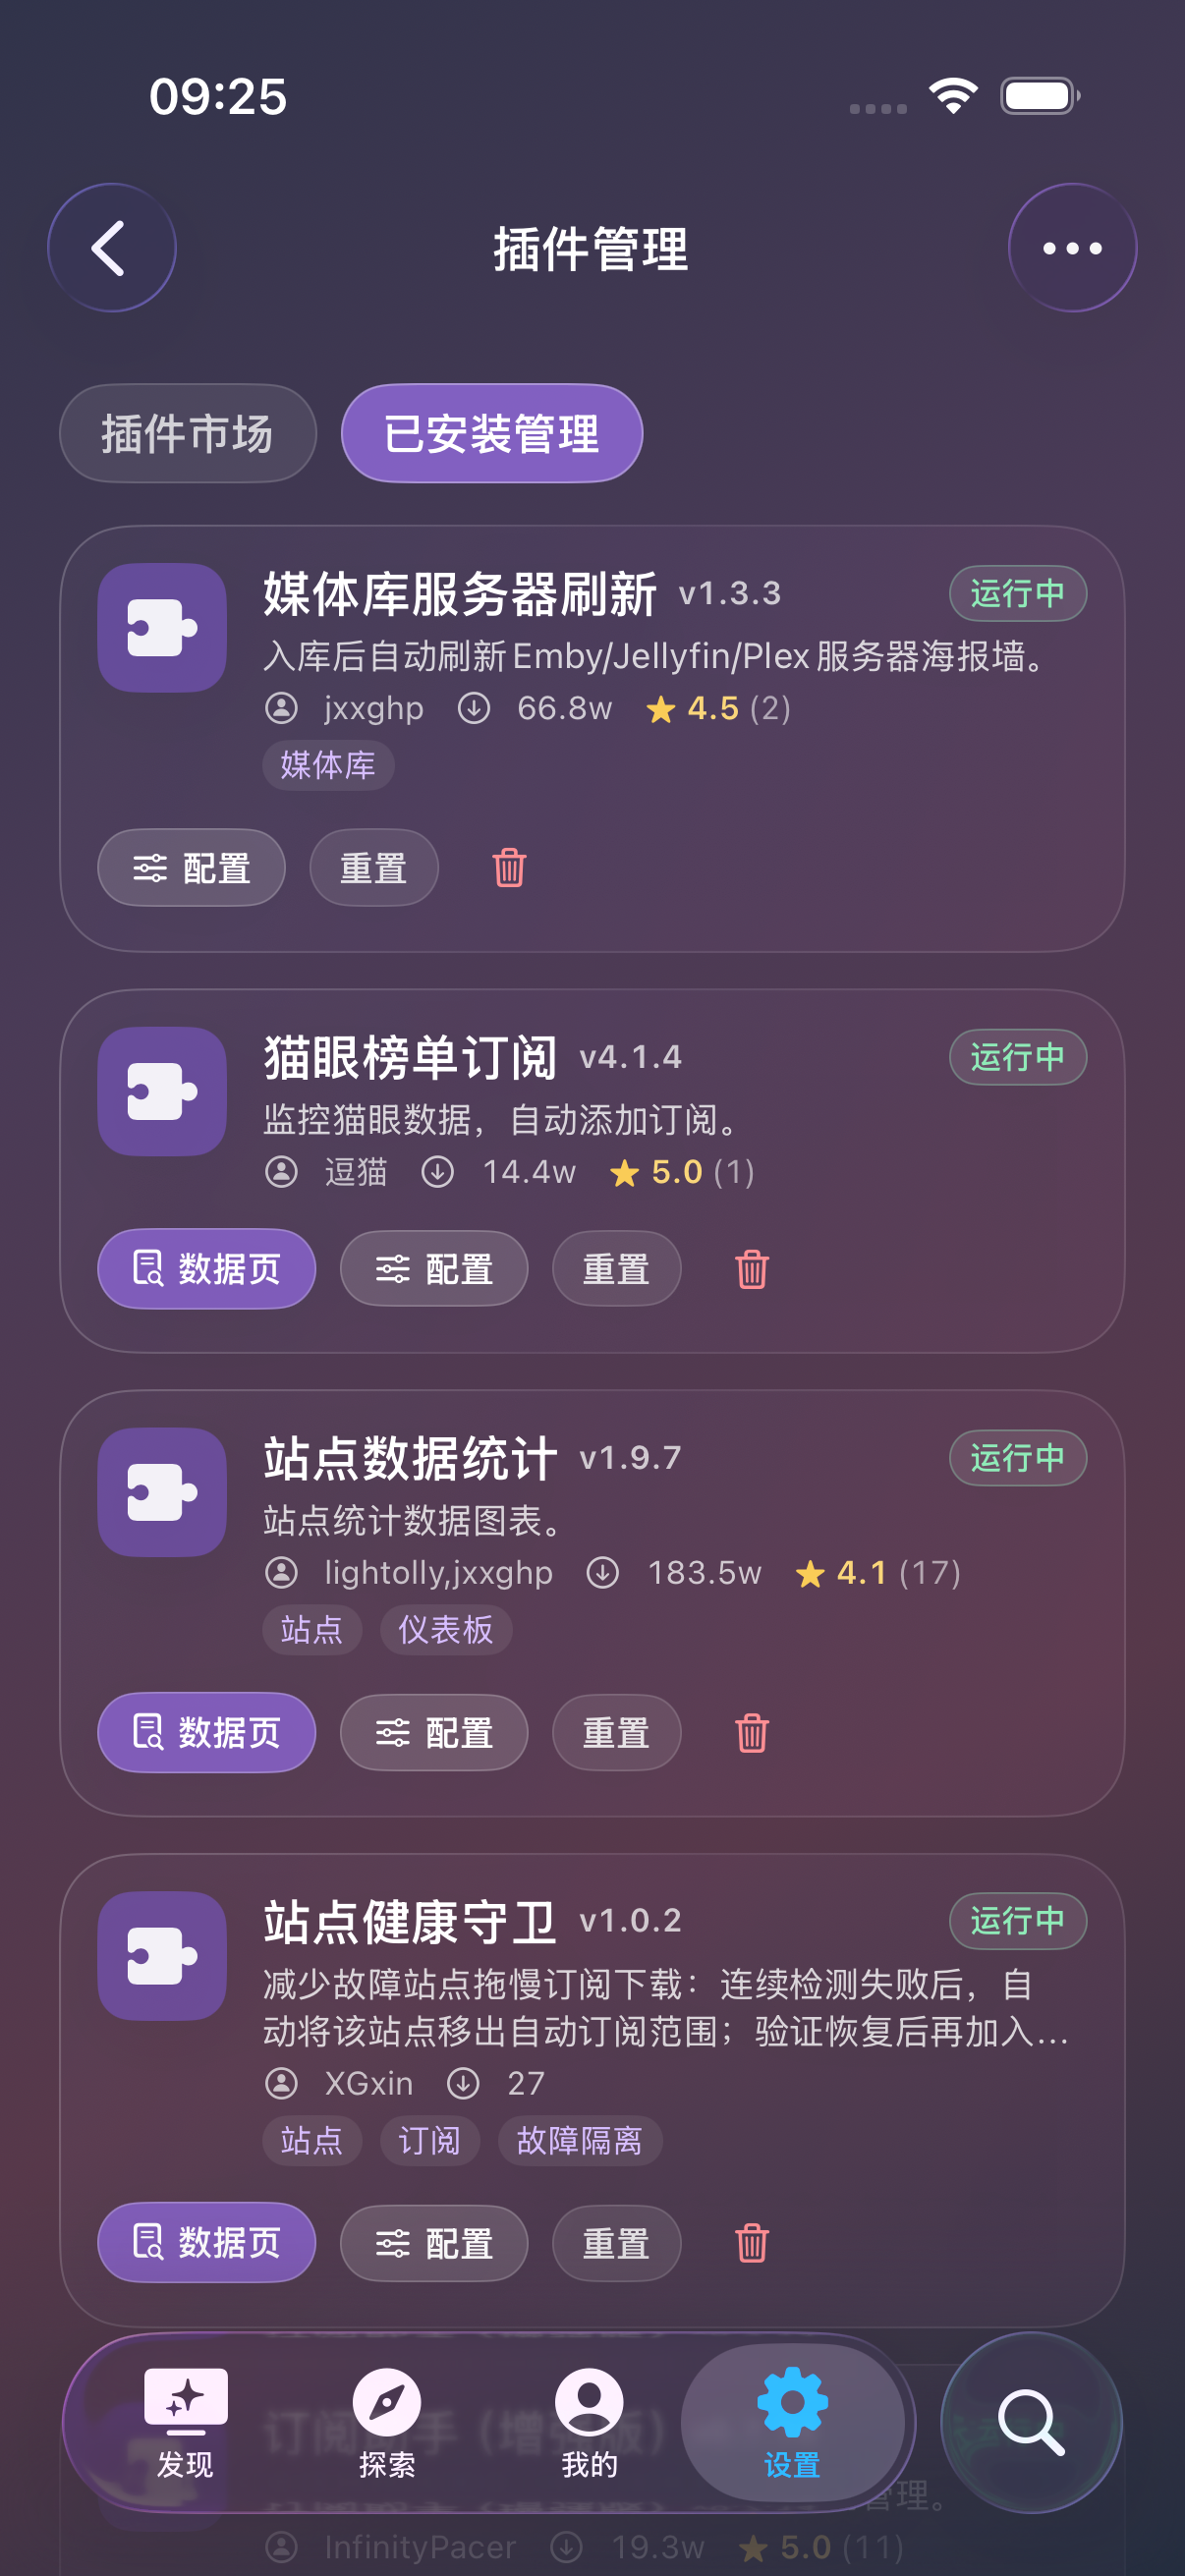 09:25
插件管理
插件市场
已安装管理
媒体库服务器刷新 v1.3.3 运行中
入库后自动刷新 Emby/Jellyfin/Plex 服务器海报墙。
jxxghp 66.8w 4.5 (2)
媒体库
配置 重置
猫眼榜单订阅 v4.1.4 运行中
监控猫眼数据，自动添加订阅。
逗猫 14.4w 5.0 (1)
数据页 配置 重置
站点数据统计 v1.9.7 运行中
站点统计数据图表。
lightolly,jxxghp 183.5w 4.1 (17)
站点 仪表板
数据页 配置 重置
站点健康守卫 v1.0.2 运行中
减少故障站点拖慢订阅下载：连续检测失败后，自
动将该站点移出自动订阅范围；验证恢复后再加入...
XGxin 27
站点 订阅 故障隔离
数据页 配置 重置
发现 探索 我的 设置
管理。
InfinityPacer 19.3w 5.0 (11)